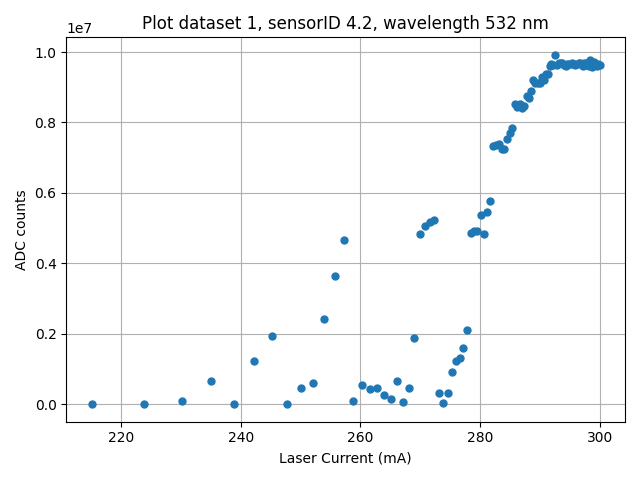 Plot dataset 1, sensorID 4.2, wavelength 532 nm
1e7
1.0
0.8
0.6
0.4
0.2
0.0
ADC counts
220 240 260 280 300
Laser Current (mA)